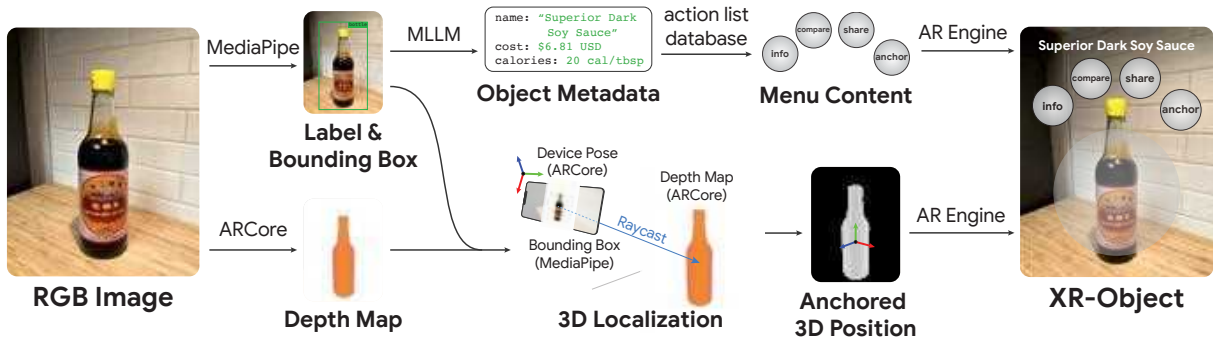 MediaPipe
bottle
Label &
Bounding Box
MLLM
name: “Superior Dark
Soy Sauce”
cost: $6.81 USD
calories: 20 cal/tbsp
Object Metadata
action list
database
info
compare
share
anchor
Menu Content
AR Engine
Superior Dark Soy Sauce
info
compare
share
anchor
RGB Image
ARCore
Depth Map
Device Pose
(ARCore)
Bounding Box
(MediaPipe)
Raycast
Depth Map
(ARCore)
3D Localization
Anchored
3D Position
AR Engine
XR-Object